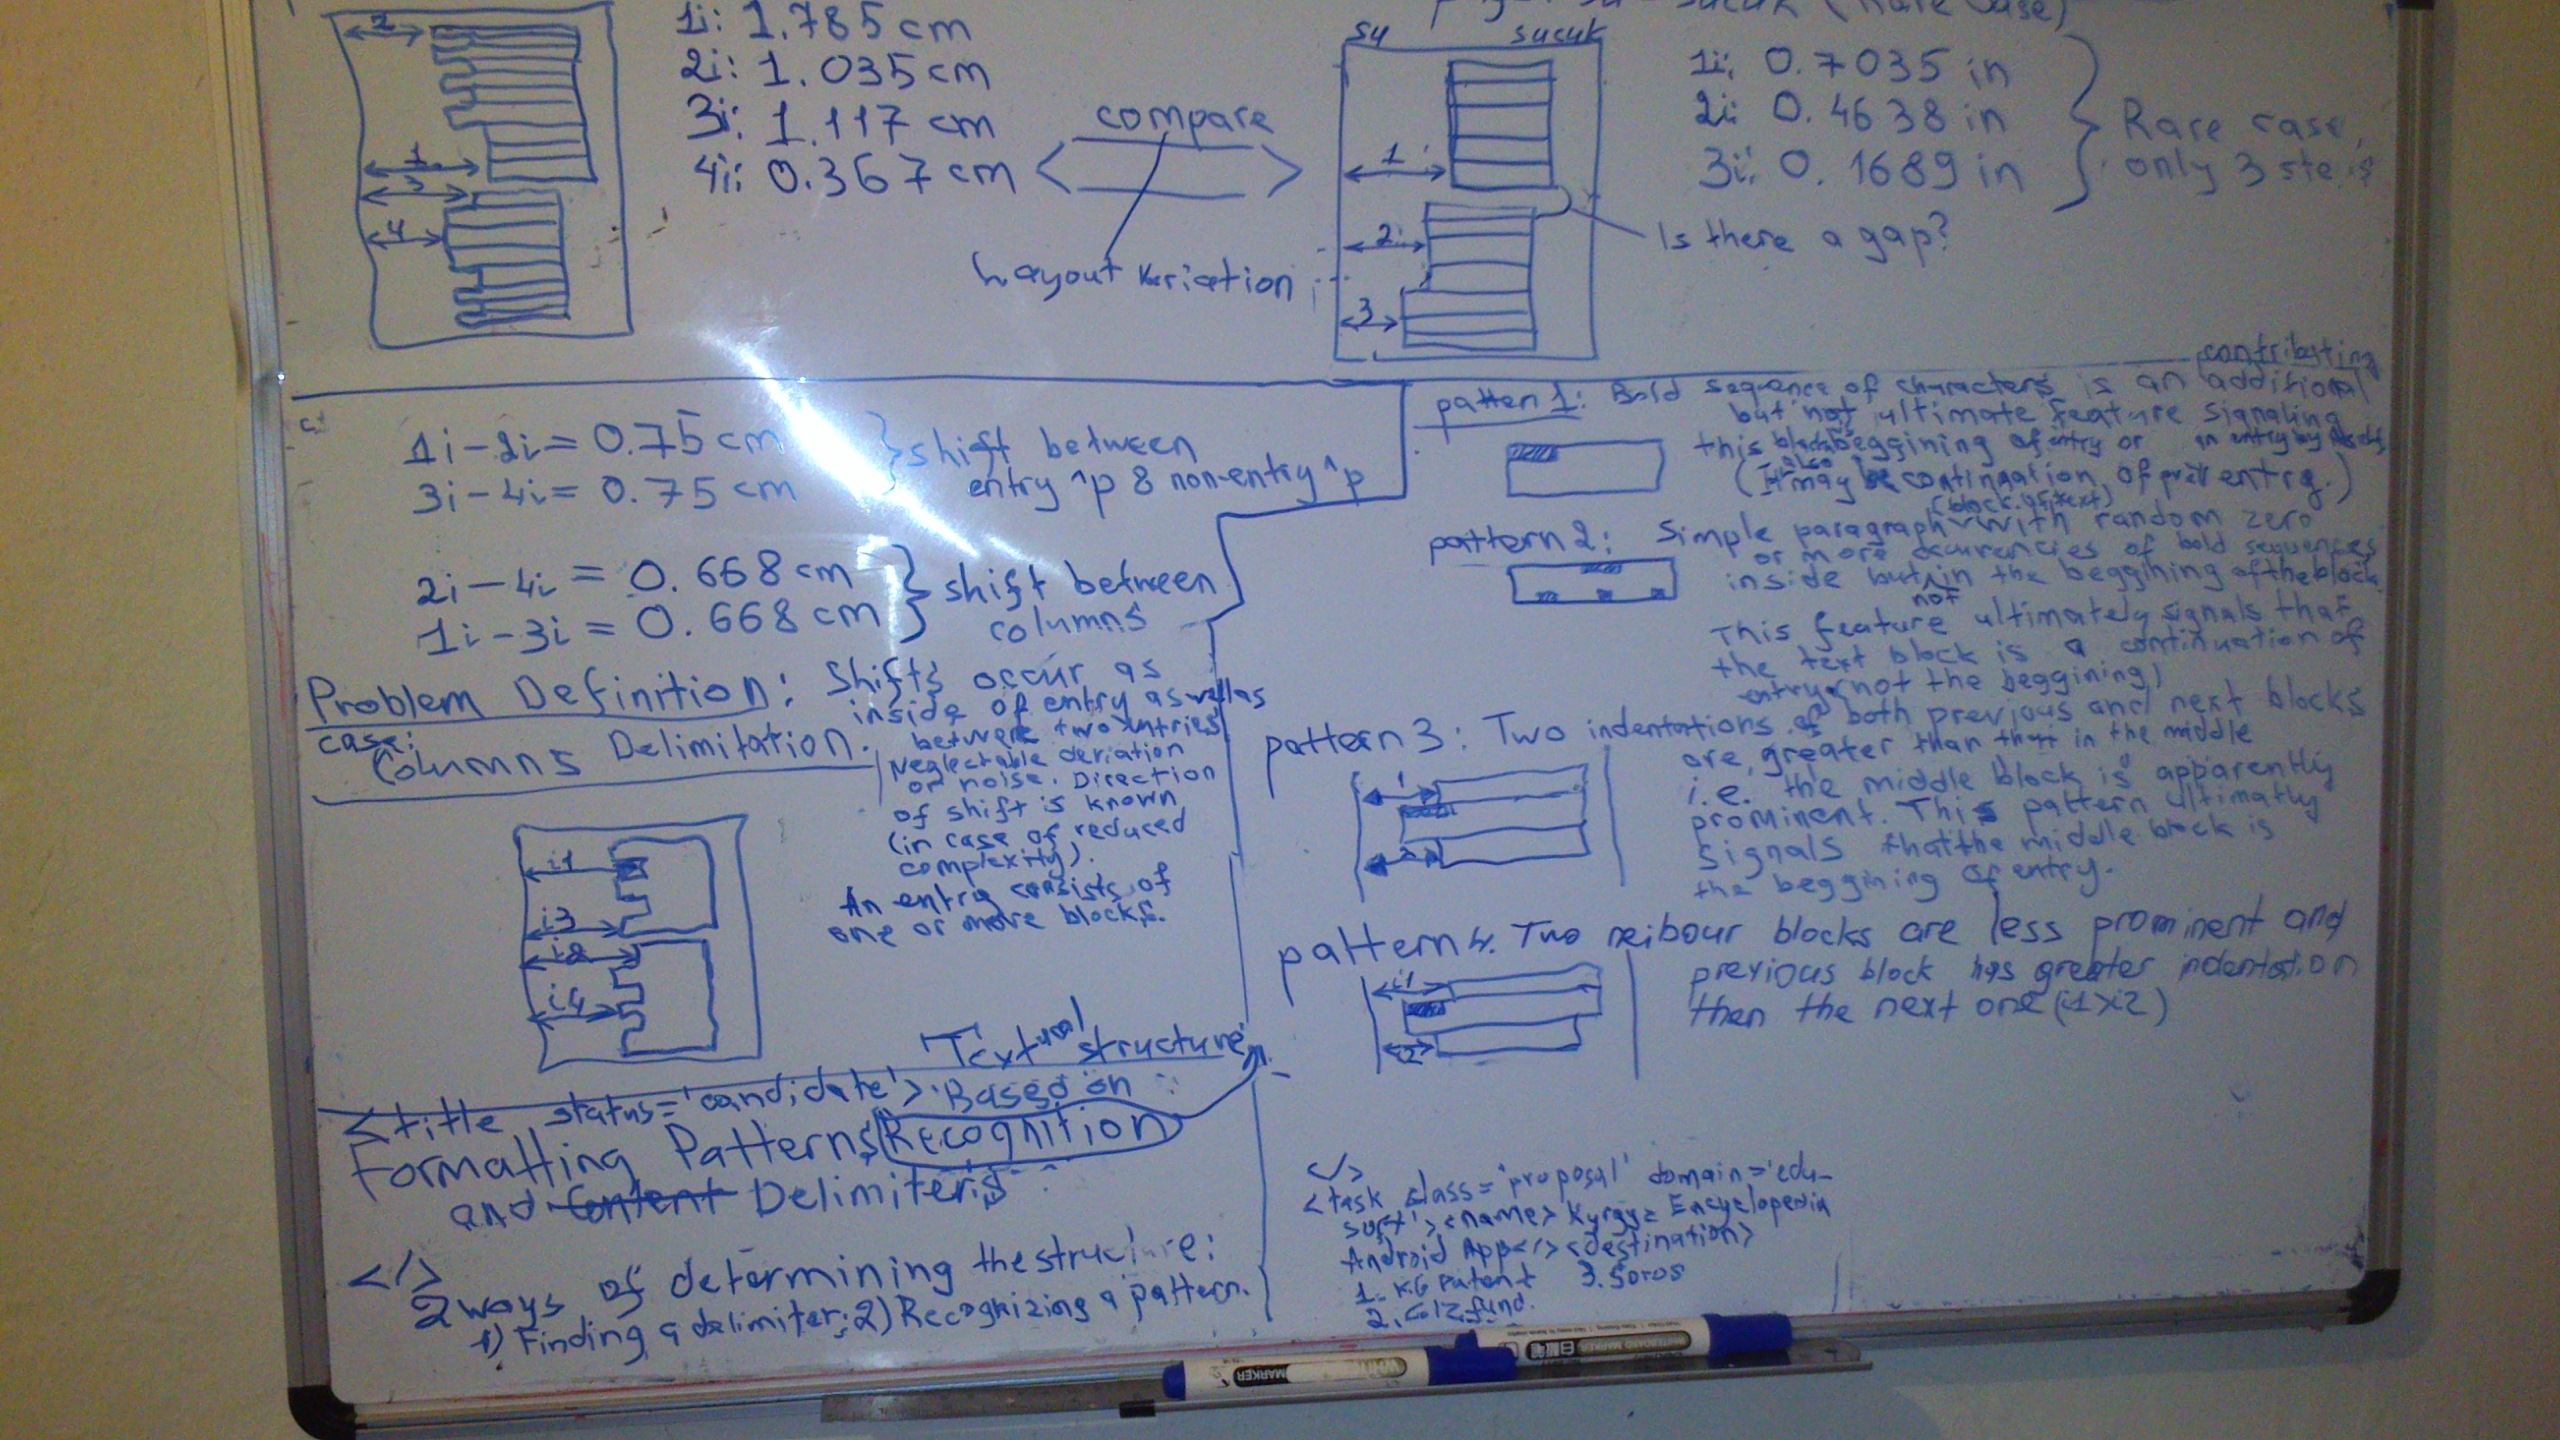 sucuk (Rare Case)
2
1i: 1.785 cm
2i: 1.035 cm
3i: 1.117 cm
4i: 0.367 cm
1
3
4
compare
Layout Variation
su sucuk
1
2
3
1i: 0.7035 in
2i: 0.4638 in
3i: 0.1689 in
Rare case,
only 3 ste
Is there a gap?
1i-2i= 0.75 cm
3i-4i= 0.75 cm
shift between
entry ^p & non-entry ^p
2i-4i = 0.668 cm
1i-3i = 0.668 cm
shift between
columns
Problem Definition:
case:
Columns Delimitation.
Shifts occur as
inside of entry as well as
between two entries
Neglectable deviation
or noise. Direction
of shift is known
(in case of reduced
complexity).
An entry consists of
one or more blocks.
i1
i3
i2
i4
Textual structure
<title status='candidate'> Based on
Formatting Patterns Recognition
and Content Delimiters
</>
2 ways of determining the structure:
1) Finding a delimiter; 2) Recognizing a pattern.
contributing
pattern 1: Bold sequence of characters is an additional
but not ultimate feature signaling
this block beggining of entry or an entry by itself
also
(It may be continuation of prev entry.)
(block of text)
pattern 2: Simple paragraph with random zero
or more occurencies of bold sequences
inside but in the beggining of the block
not
This feature ultimately signals that
the text block is a continuation of
entry (not the beggining)
pattern 3: Two indentations of both previous and next blocks
are greater than that in the middle
i.e. the middle block is apparently
prominent. This pattern ultimatly
signals that the middle block is
the beggining of entry.
1
2
pattern 4. Two neibour blocks are less prominent and
previous block has greater indentation
then the next one (i1>i2)
i1
i2
</>
<task class='proposal' domain='edu-
soft'><name> Kyrgyz Encyclopedia
Android App</><destination>
1. KG Patent 3. Soros
2. fund.
MARKER
WHITEBOARD MARKER